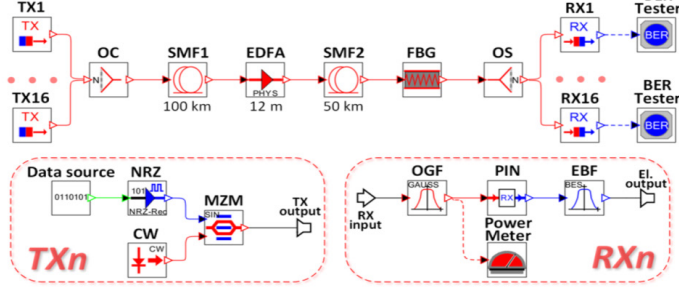 TX1
TX
OC
N
SMF1
100 km
EDFA
PHYS
12 m
SMF2
50 km
FBG
OS
N
RX1
RX
Tester
BER
TX16
TX
RX16
RX
BER
Tester
BER
Data source
0110101
NRZ
101
NRZ-Rec
MZM
SIN
TX
output
CW
CW
TXn
RX
input
OGF
GAUSS
PIN
RX
EBF
BES
El.
output
Power
Meter
RXn